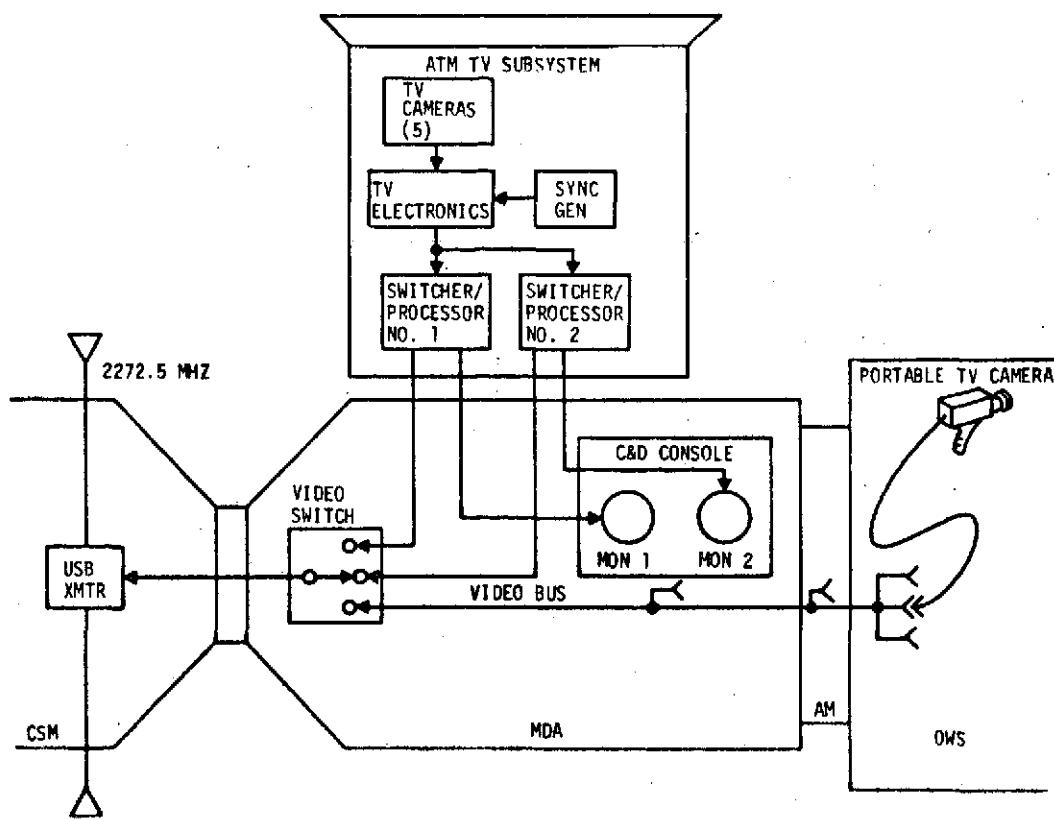 ATM TV SUBSYSTEM
TV
CAMERAS
(5)
TV
ELECTRONICS
SYNC
GEN
SWITCHER/
PROCESSOR
NO. 1
SWITCHER/
PROCESSOR
NO. 2
2272.5 MHZ
PORTABLE TV CAMERA
C&D CONSOLE
VIDEO
SWITCH
MON 1
MON 2
USB
XMTR
VIDEO BUS
CSM
MDA
AM
OWS